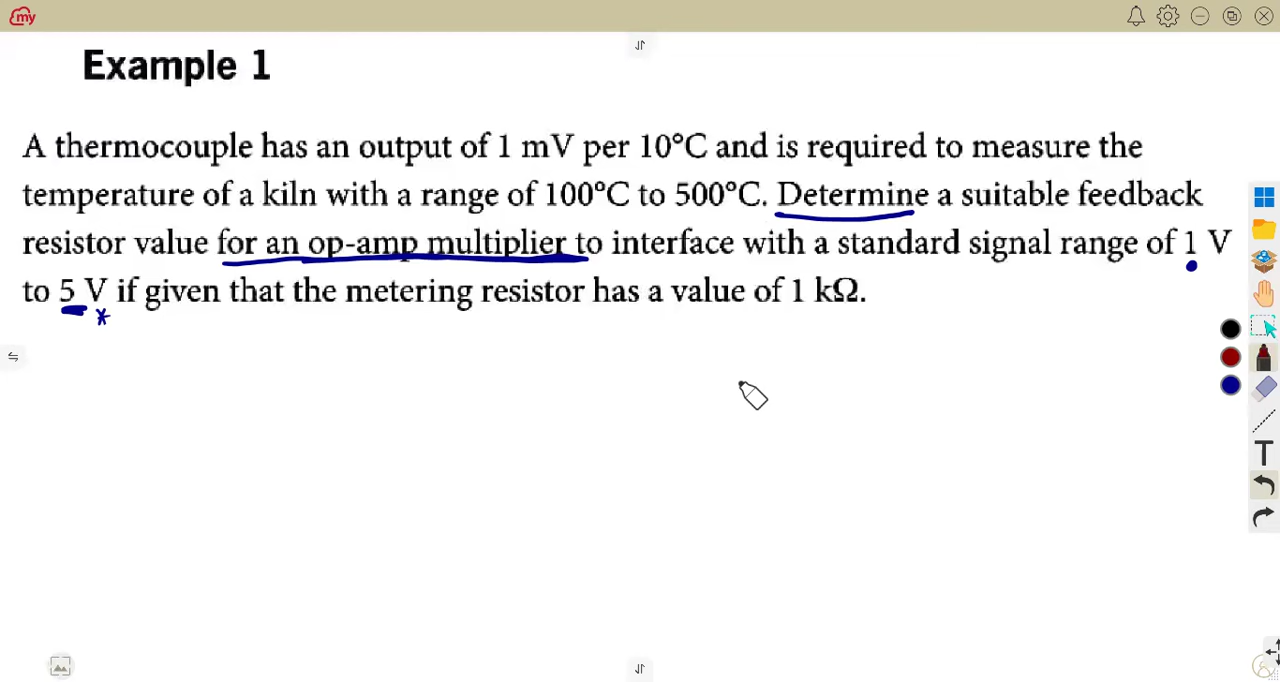 my
Example 1
A thermocouple has an output of 1 mV per 10°C and is required to measure the
temperature of a kiln with a range of 100°C to 500°C. Determine a suitable feedback
resistor value for an op-amp multiplier to interface with a standard signal range of 1 V
to 5 V if given that the metering resistor has a value of 1 kΩ.
*
T